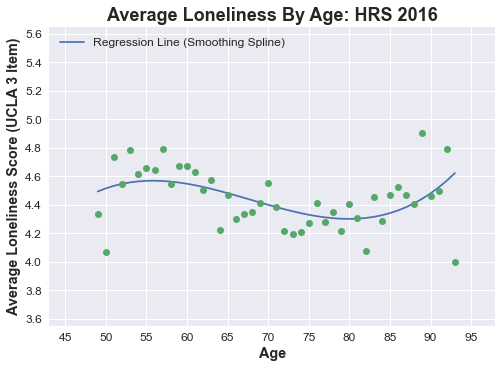 Average Loneliness By Age: HRS 2016
Regression Line (Smoothing Spline)
Average Loneliness Score (UCLA 3 Item)
5.6
5.4
5.2
5.0
4.8
4.6
4.4
4.2
4.0
3.8
3.6
45 50 55 60 65 70 75 80 85 90 95
Age